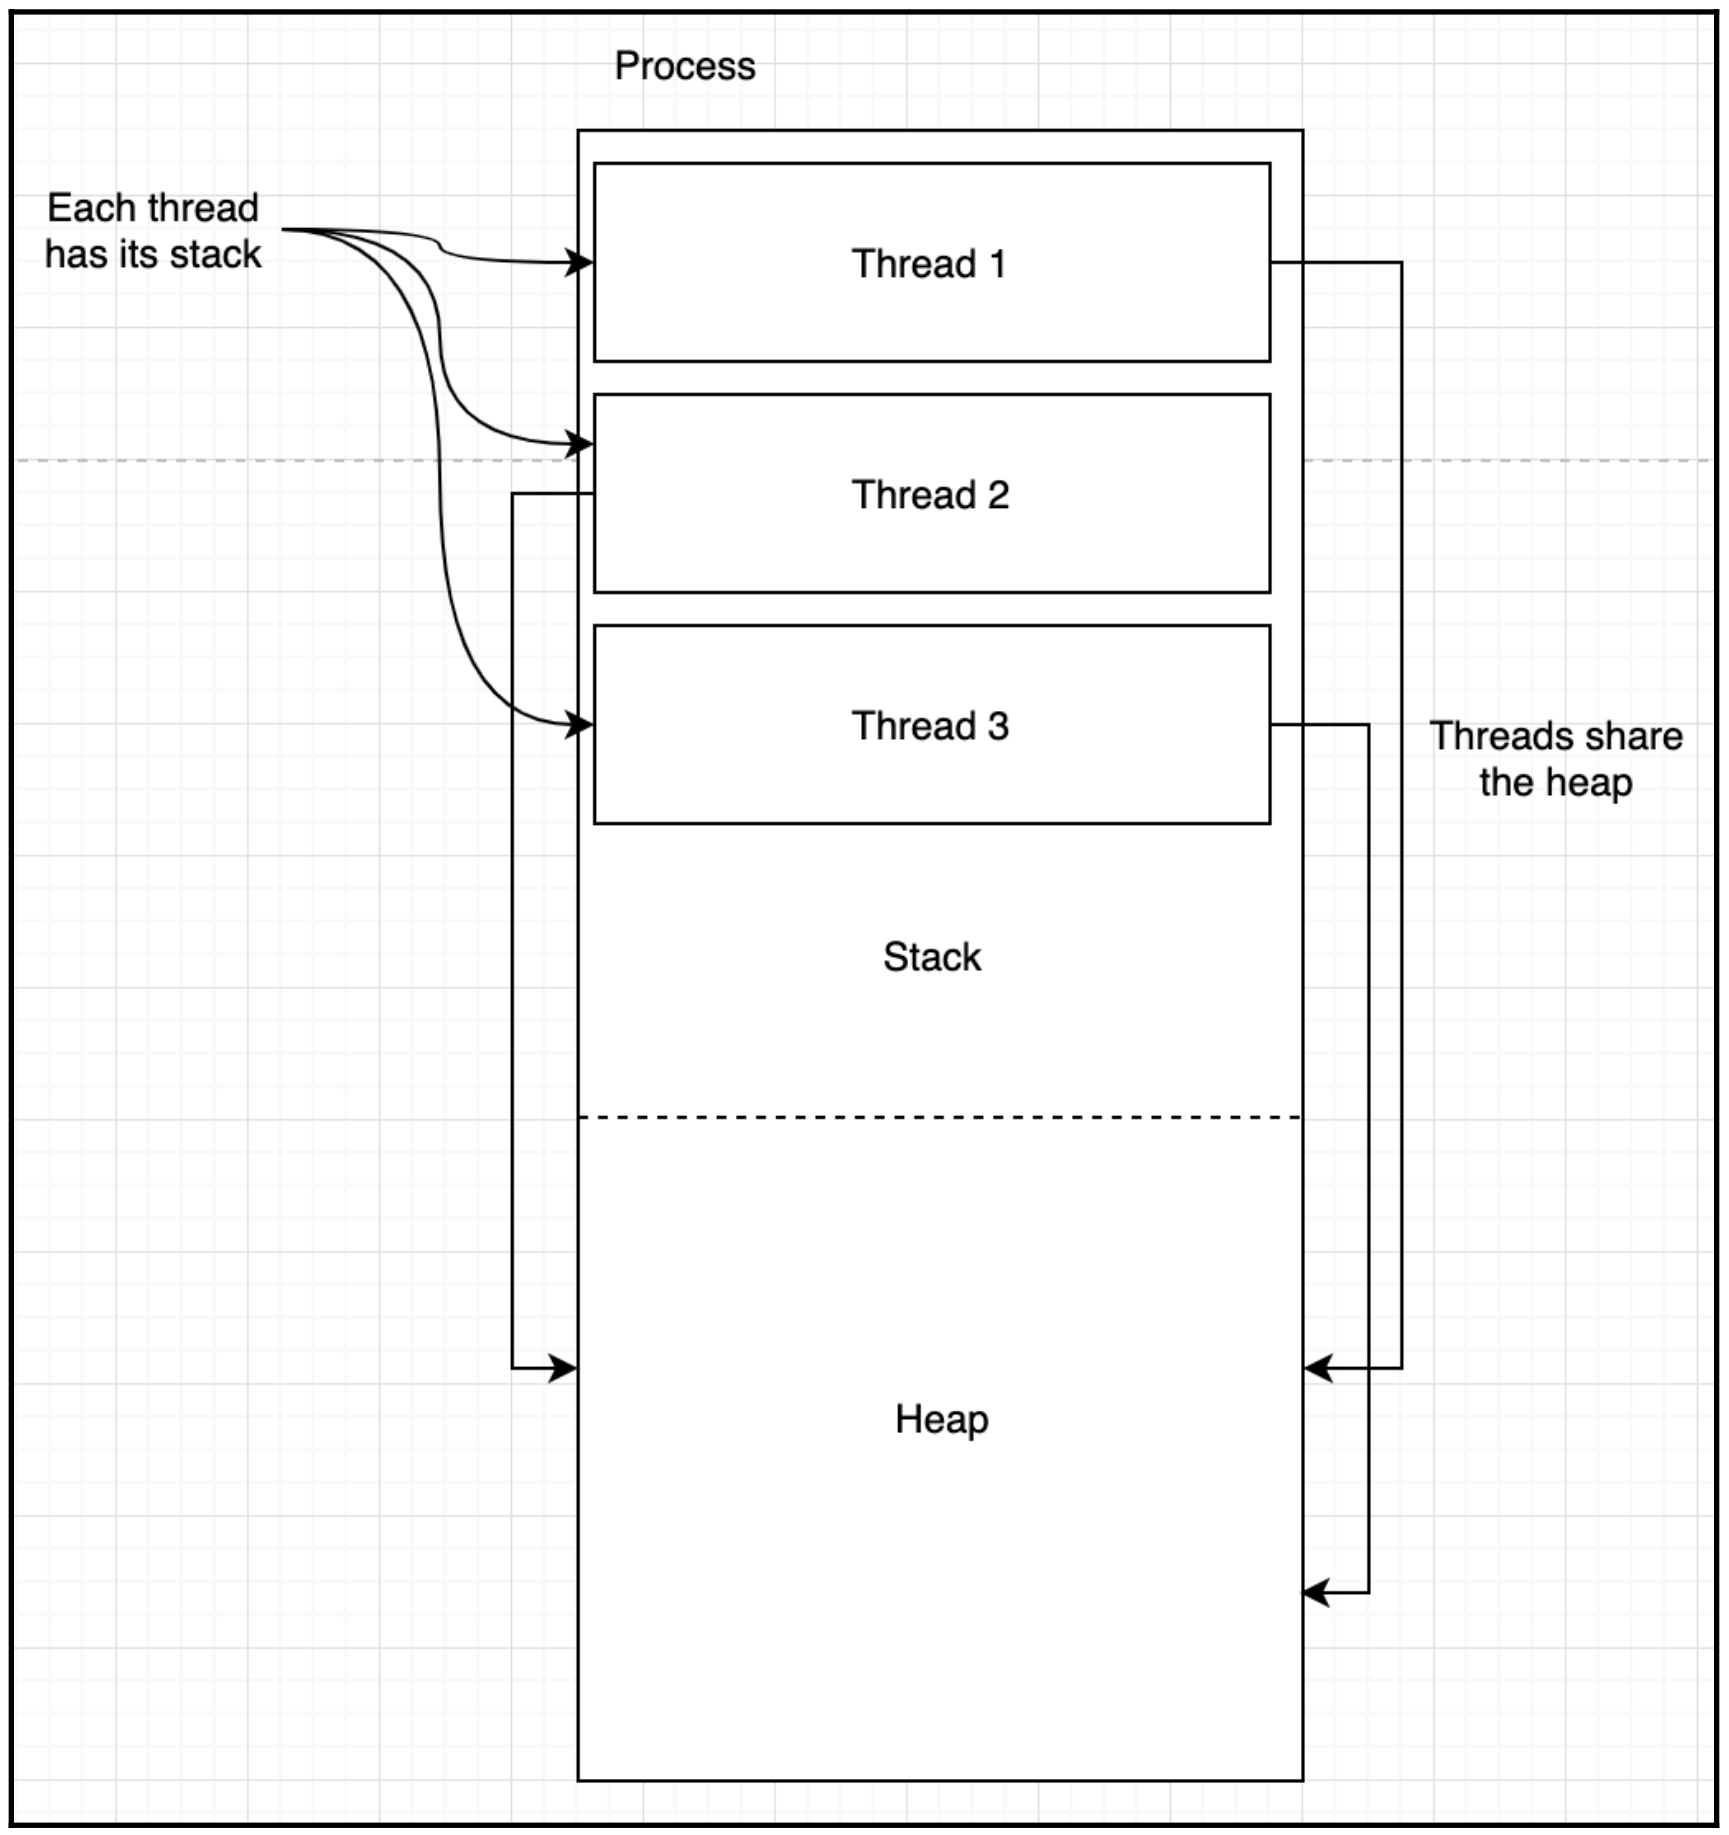 Process
Each thread
has its stack
Thread 1
Thread 2
Thread 3
Threads share
the heap
Stack
Heap